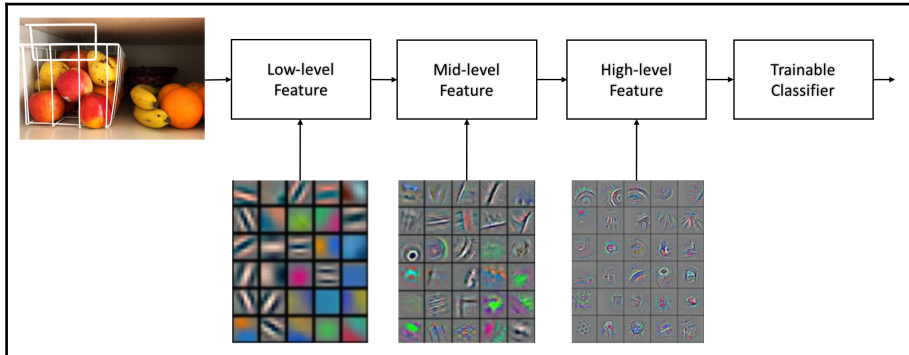 Low-level
Feature
Mid-level
Feature
High-level
Feature
Trainable
Classifier